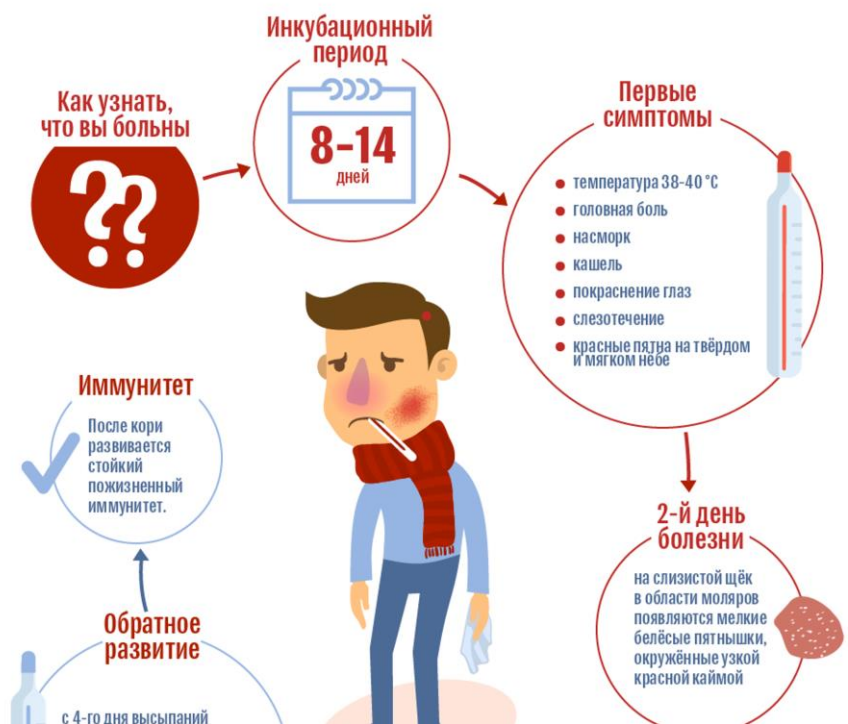 Как узнать,
что вы больны
??
Инкубационный
период
8-14
дней
Первые
симптомы
температура 38-40 °C
головная боль
насморк
кашель
покраснение глаз
слезотечение
красные пятна на твёрдом
и мягком нёбе
2-й день
болезни
на слизистой щёк
в области моляров
появляются мелкие
белёсые пятнышки,
окружённые узкой
красной каймой
Обратное
развитие
с 4-го дня высыпаний
Иммунитет
После кори
развивается
стойкий
пожизненный
иммунитет.